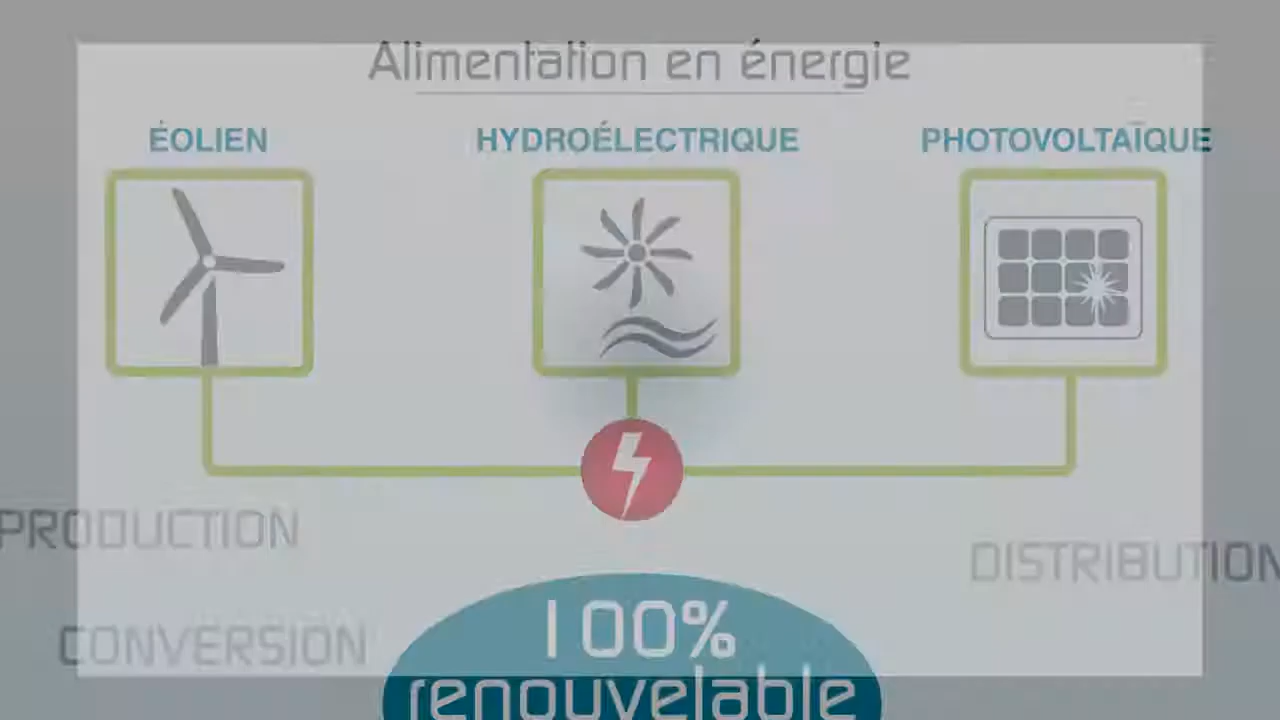 Alimentation en énergie
ÉOLIEN
HYDROÉLECTRIQUE
PHOTOVOLTAÏQUE
PRODUCTION
DISTRIBUTION
CONVERSION
100%
renouvelable